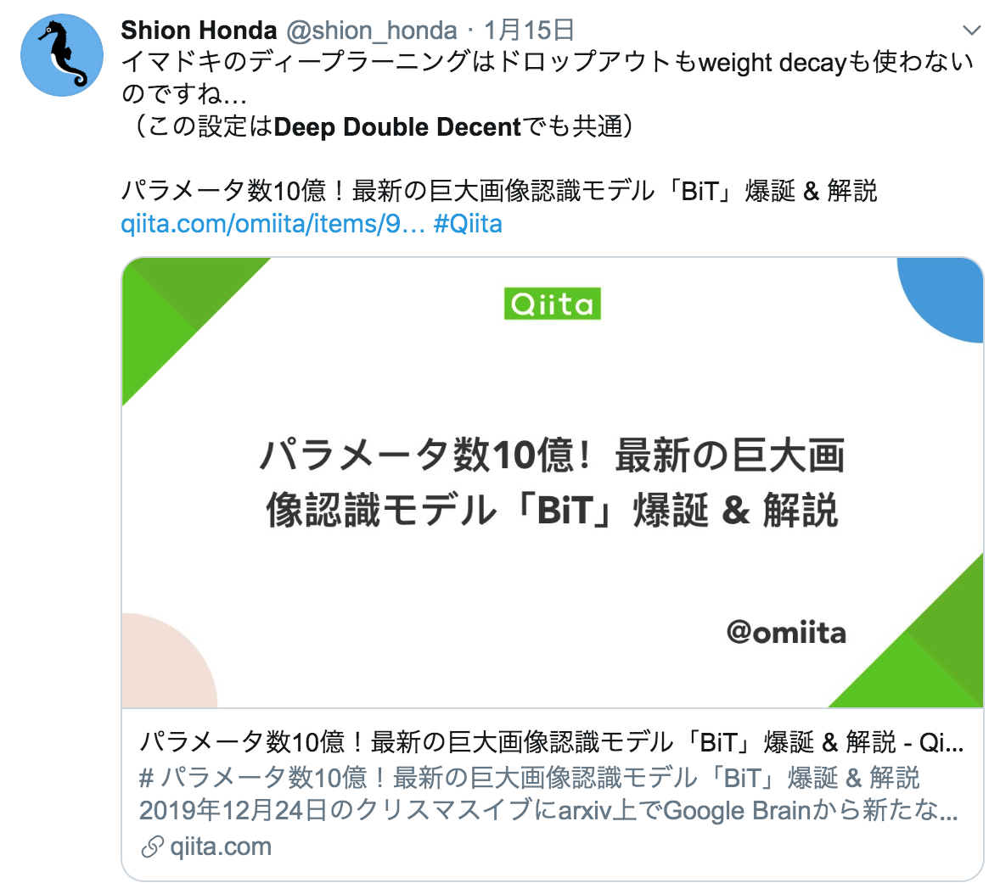 Shion Honda @shion_honda · 1月15日
イマドキのディープラーニングはドロップアウトもweight decayも使わない
のですね…
（この設定はDeep Double Decentでも共通）
パラメータ数10億！最新の巨大画像認識モデル「BiT」爆誕 & 解説
qiita.com/omiita/items/9… #Qiita
Qiita
パラメータ数10億！最新の巨大画
像認識モデル「BiT」爆誕 & 解説
@omiita
パラメータ数10億！最新の巨大画像認識モデル「BiT」爆誕 & 解説 - Qi...
# パラメータ数10億！最新の巨大画像認識モデル「BiT」爆誕 & 解説
2019年12月24日のクリスマスイブにarxiv上でGoogle Brainから新たな...
qiita.com